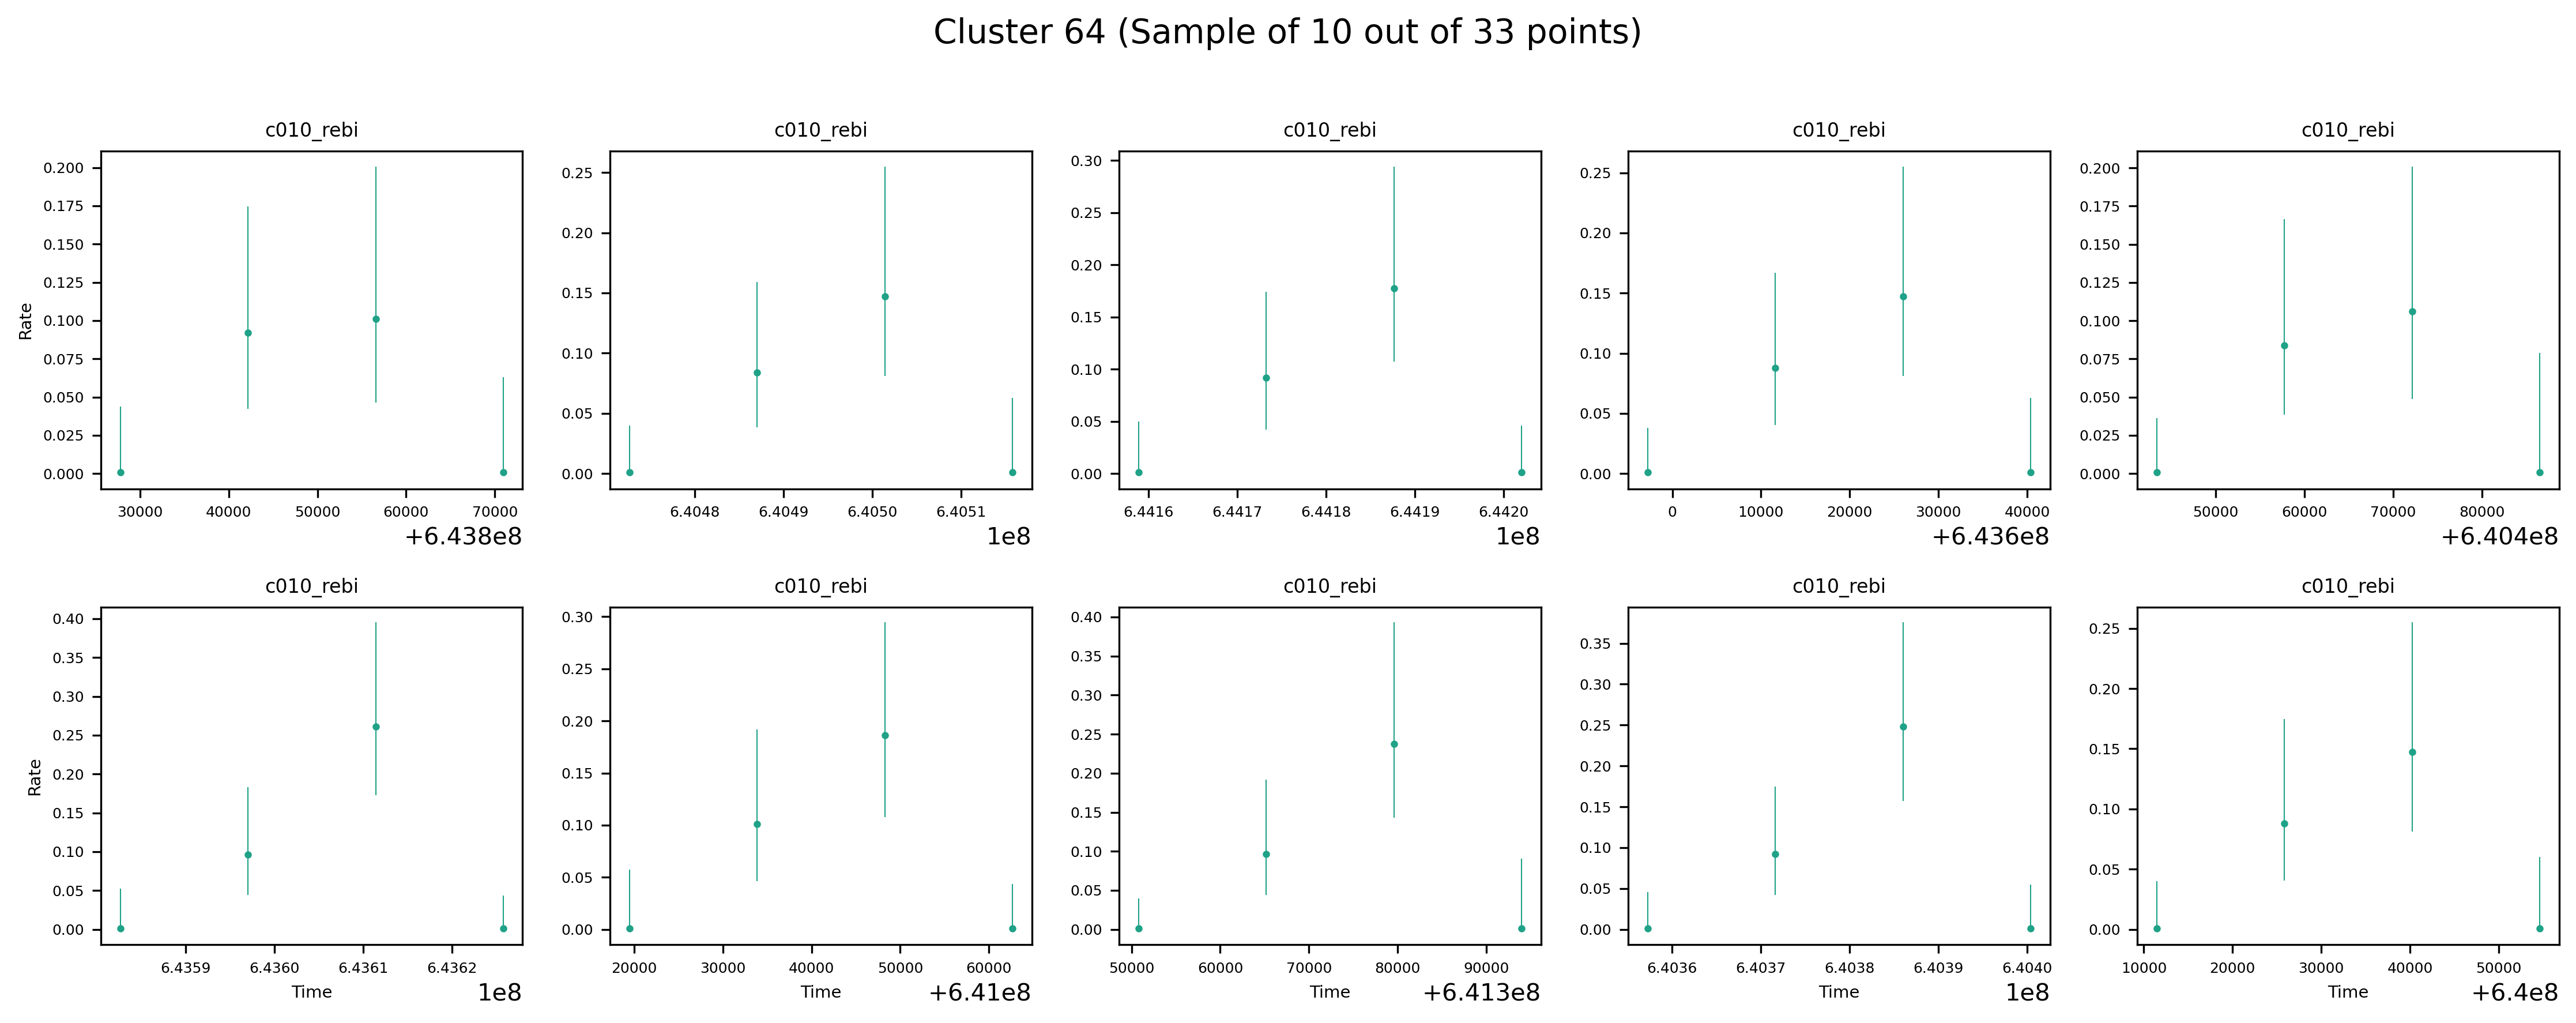 Cluster 64 (Sample of 10 out of 33 points)
c010_rebi c010_rebi c010_rebi c010_rebi c010_rebi
Rate
0.200 0.175 0.150 0.125 0.100 0.075 0.050 0.025 0.000
30000 40000 50000 60000 70000
+6.438e8
0.25 0.20 0.15 0.10 0.05 0.00
6.4048 6.4049 6.4050 6.4051
1e8
0.30 0.25 0.20 0.15 0.10 0.05 0.00
6.4416 6.4417 6.4418 6.4419 6.4420
1e8
0.25 0.20 0.15 0.10 0.05 0.00
0 10000 20000 30000 40000
+6.436e8
0.200 0.175 0.150 0.125 0.100 0.075 0.050 0.025 0.000
50000 60000 70000 80000
+6.404e8
c010_rebi c010_rebi c010_rebi c010_rebi c010_rebi
Rate
0.40 0.35 0.30 0.25 0.20 0.15 0.10 0.05 0.00
6.4359 6.4360 6.4361 6.4362
Time 1e8
0.30 0.25 0.20 0.15 0.10 0.05 0.00
20000 30000 40000 50000 60000
Time +6.41e8
0.40 0.35 0.30 0.25 0.20 0.15 0.10 0.05 0.00
50000 60000 70000 80000 90000
Time +6.413e8
0.35 0.30 0.25 0.20 0.15 0.10 0.05 0.00
6.4036 6.4037 6.4038 6.4039 6.4040
Time 1e8
0.25 0.20 0.15 0.10 0.05 0.00
10000 20000 30000 40000 50000
Time +6.4e8